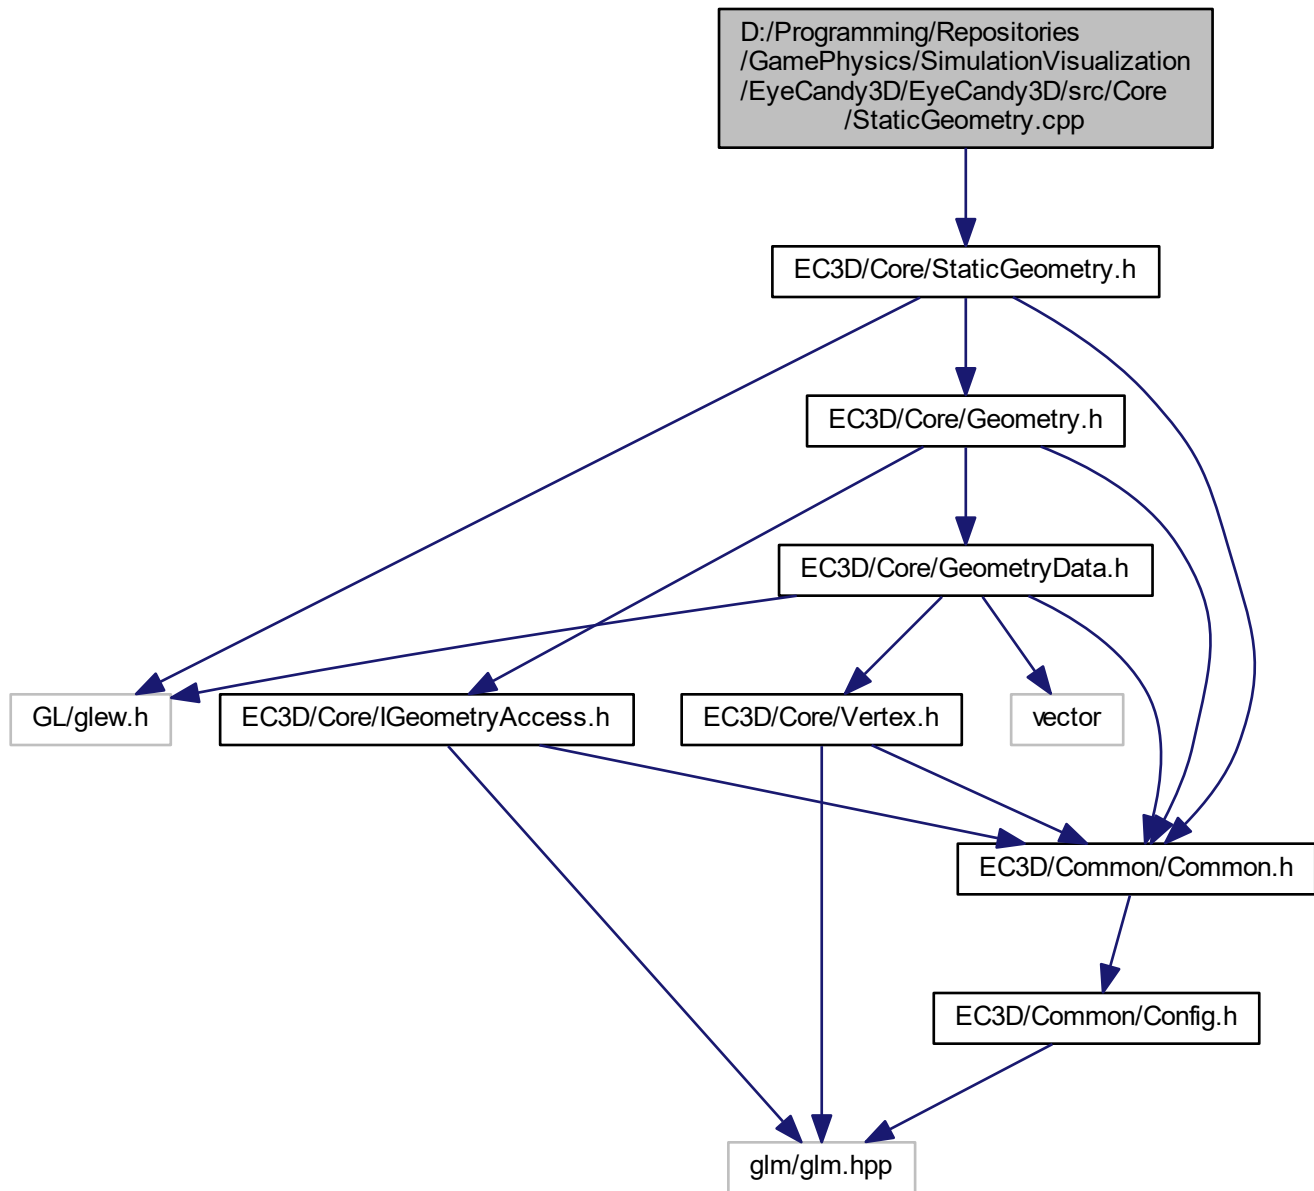 D:/Programming/Repositories
/GamePhysics/SimulationVisualization
/EyeCandy3D/EyeCandy3D/src/Core
/StaticGeometry.cpp
EC3D/Core/StaticGeometry.h
EC3D/Core/Geometry.h
EC3D/Core/GeometryData.h
GL/glew.h
EC3D/Core/IGeometryAccess.h
EC3D/Core/Vertex.h
vector
EC3D/Common/Common.h
EC3D/Common/Config.h
glm/glm.hpp